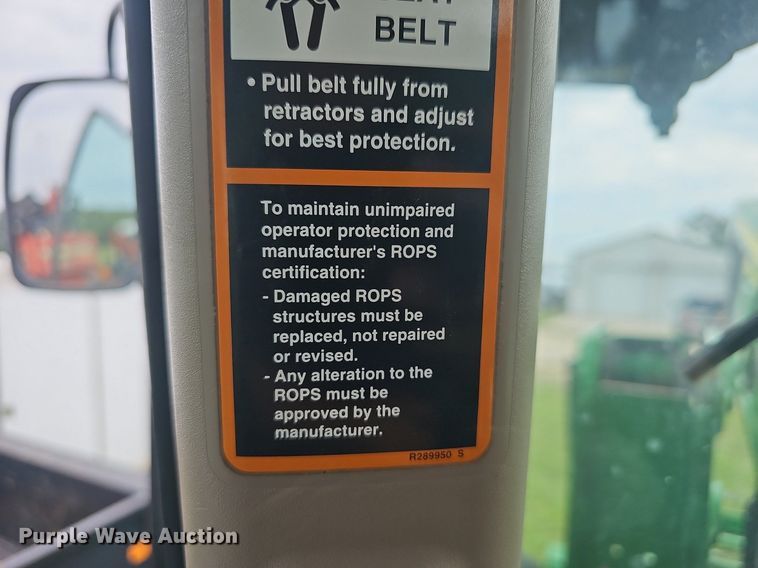 BELT
• Pull belt fully from
retractors and adjust
for best protection.
To maintain unimpaired
operator protection and
manufacturer's ROPS
certification:
- Damaged ROPS
structures must be
replaced, not repaired
or revised.
- Any alteration to the
ROPS must be
approved by the
manufacturer.
R289950 S
Purple Wave Auction